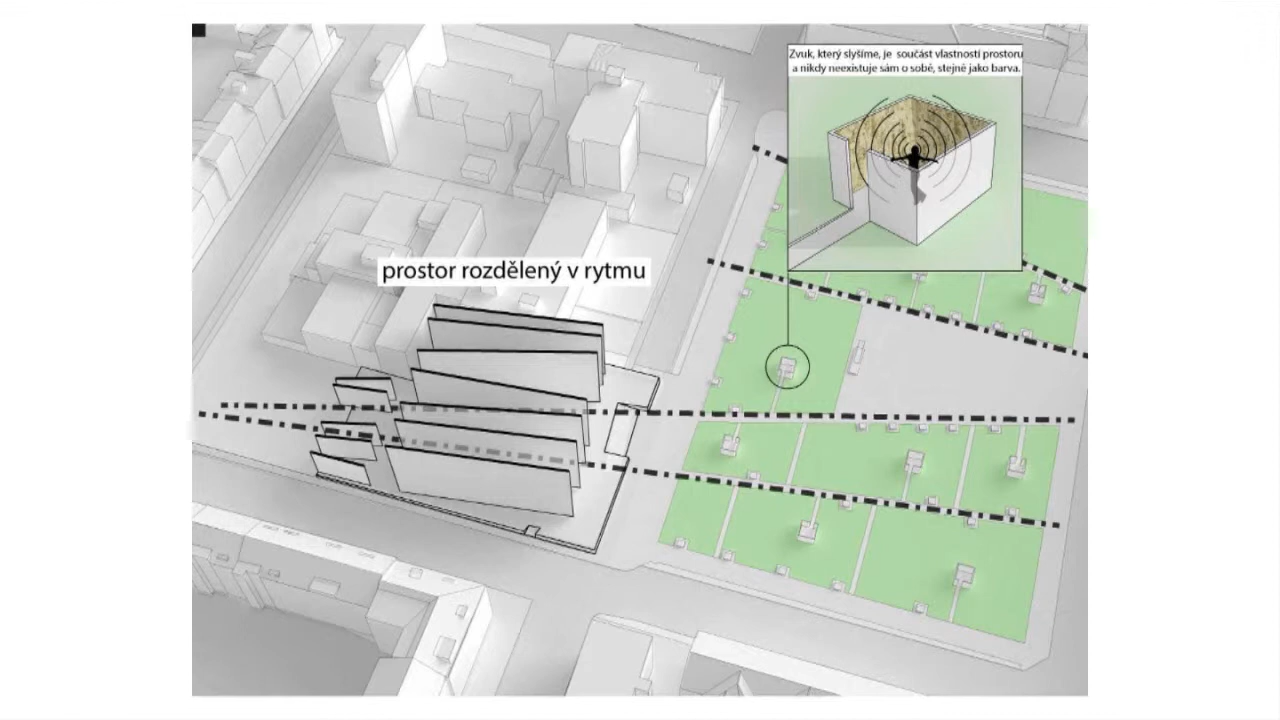 Zvuk, který slyšíme, je součást vlastností prostoru
a nikdy neexistuje sám o sobě, stejně jako barva.
prostor rozdělený v rytmu